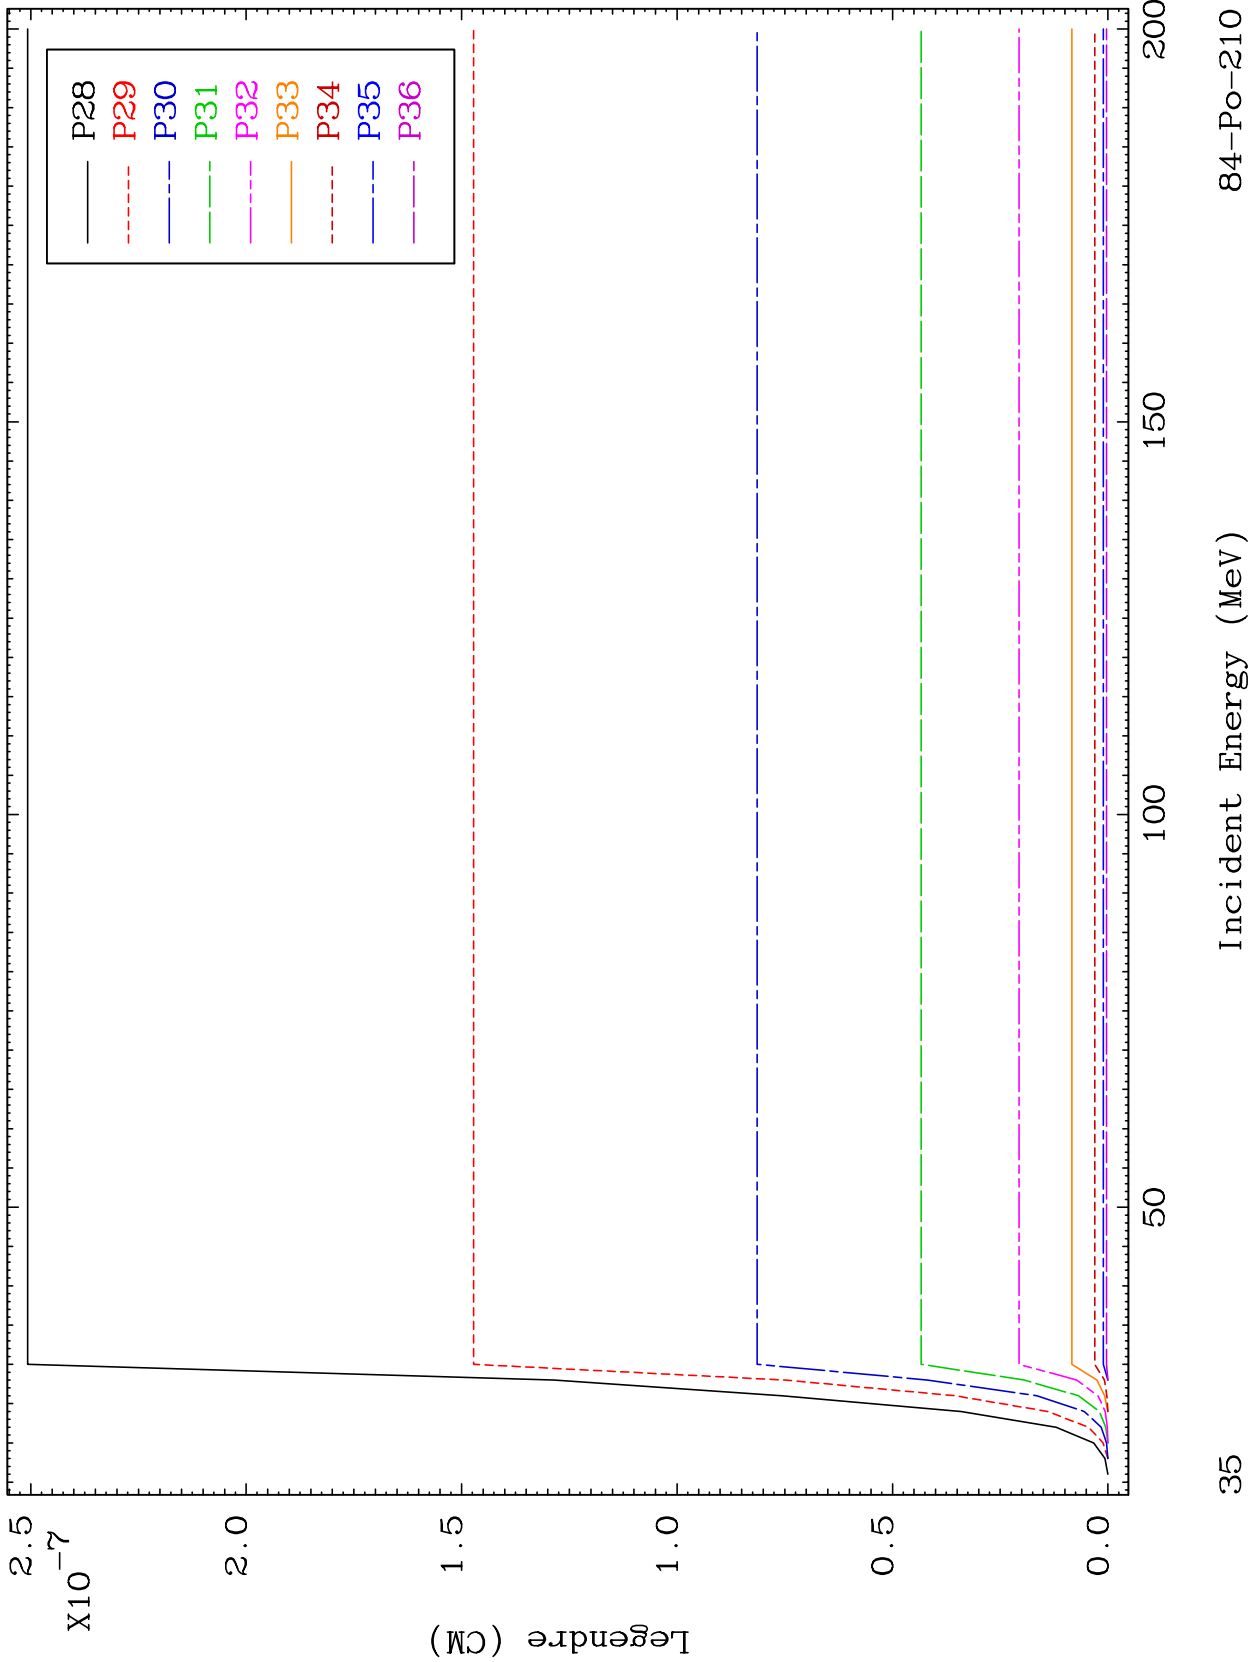 2.5
X10-7
2.0
1.5
1.0
0.5
0.0
Legendre (CM)
P28
P29
P30
P31
P32
P33
P34
P35
P36
50
100
150
200
Incident Energy (MeV)
35
84-Po-210